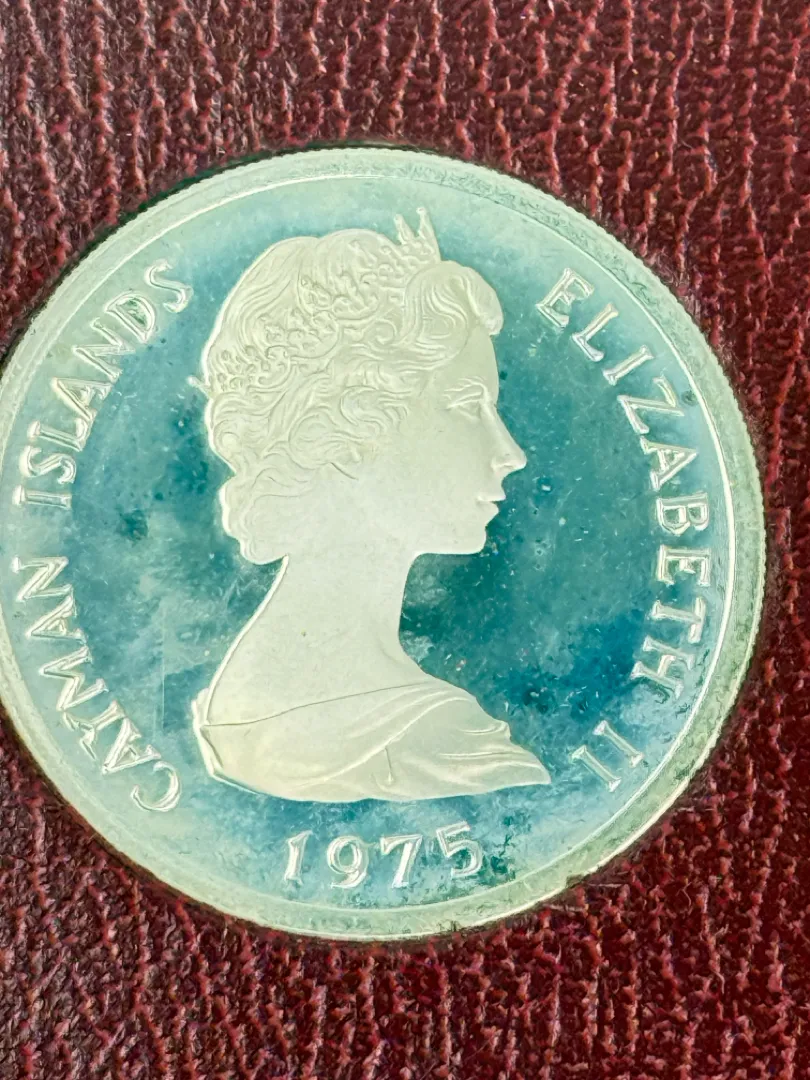 CAYMAN ISLANDS
ELIZABETH II
1975